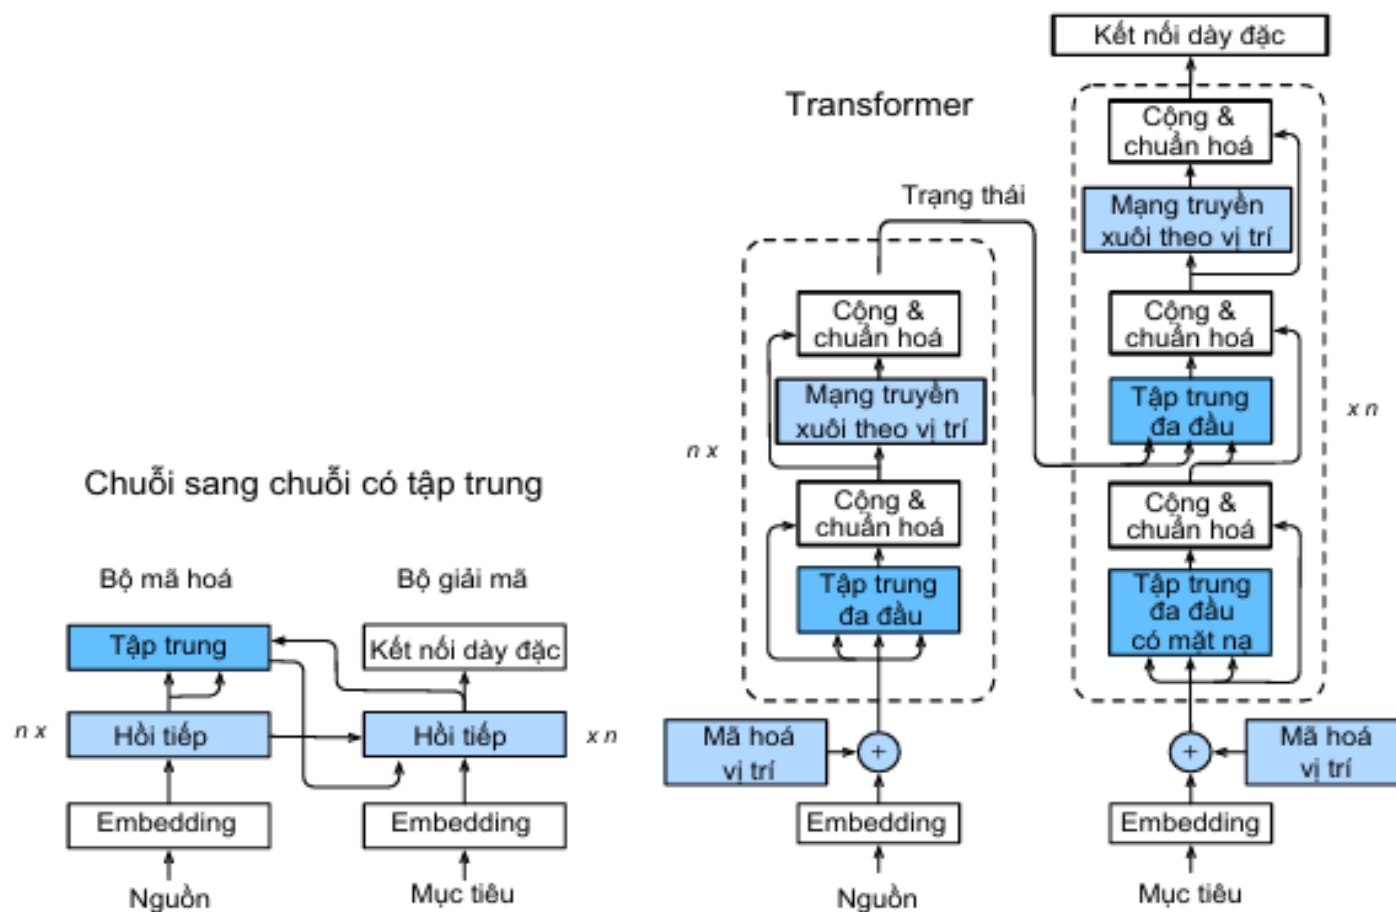 Chuỗi sang chuỗi có tập trung
Bộ mã hoá
Bộ giải mã
Tập trung
Kết nối dày đặc
n x
Hồi tiếp
Hồi tiếp
x n
Embedding
Embedding
Nguồn
Mục tiêu
Transformer
Trạng thái
Cộng &
chuẩn hoá
Mạng truyền
xuôi theo vị trí
n x
Cộng &
chuẩn hoá
Tập trung
đa đầu
Mã hoá
vị trí
+
Embedding
Nguồn
Kết nối dày đặc
Cộng &
chuẩn hoá
Mạng truyền
xuôi theo vị trí
Cộng &
chuẩn hoá
Tập trung
đa đầu
x n
Cộng &
chuẩn hoá
Tập trung
đa đầu
có mặt nạ
+
Mã hoá
vị trí
Embedding
Mục tiêu